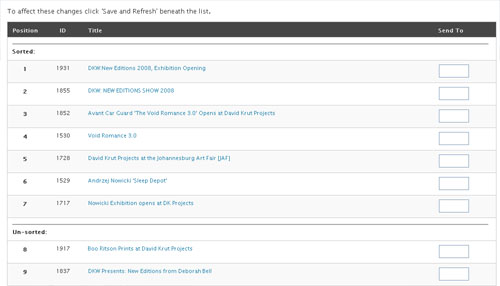 To affect these changes click 'Save and Refresh' beneath the list.
Position ID Title Send To
Sorted:
1 1931 DKW New Editions 2008, Exhibition Opening
2 1855 DKW: NEW EDITIONS SHOW 2008
3 1852 Avant Car Guard 'The Void Romance 3.0' Opens at David Krut Projects
4 1530 Void Romance 3.0
5 1728 David Krut Projects at the Johannesburg Art Fair [JAF]
6 1529 Andrzej Nowicki 'Sleep Depot'
7 1717 Nowicki Exhibition opens at DK Projects
Un-sorted:
8 1917 Boo Ritson Prints at David Krut Projects
9 1837 DKW Presents: New Editions from Deborah Bell